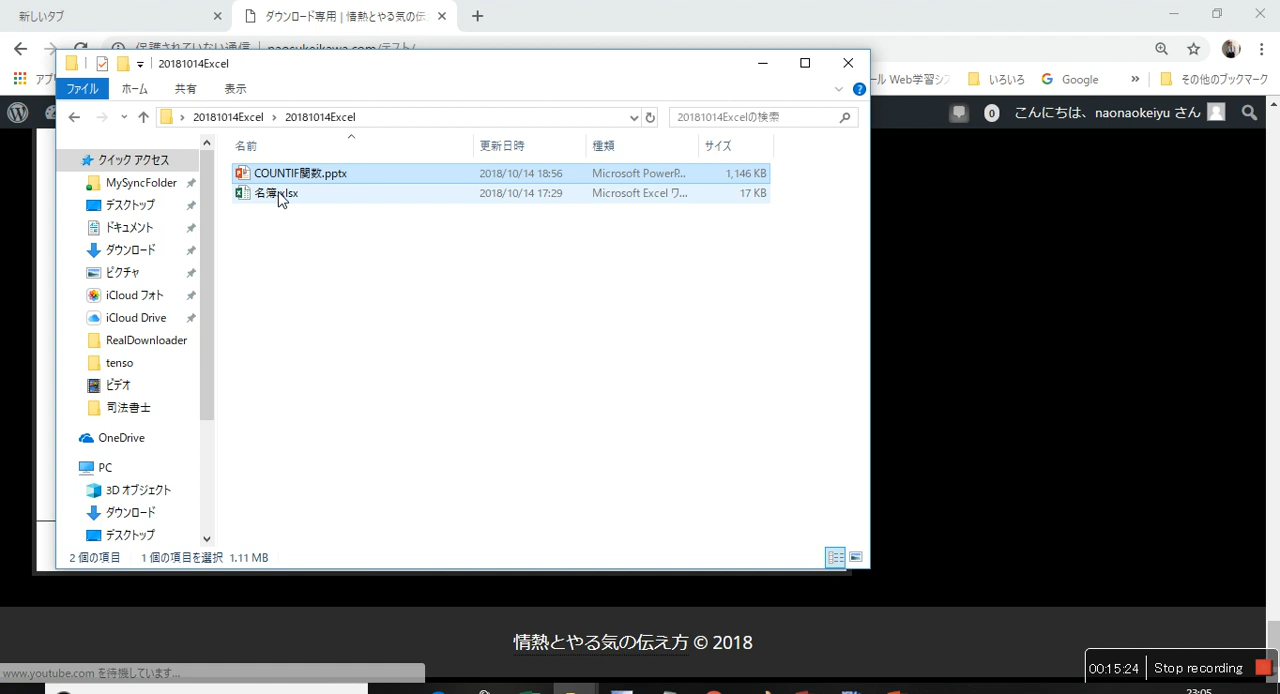 新しいタブ
ダウンロード専用 | 情熱とやる気の伝
保護されていない通信 | naosukeikawa.com/テスト/
アプ
ール Web学習シス
いろいろ
Google
»
その他のブックマーク
0
こんにちは、naonaokeiyu さん
20181014Excel
ファイル
ホーム
共有
表示
20181014Excel › 20181014Excel
20181014Excelの検索
名前
更新日時
種類
サイズ
COUNTIF関数.pptx
2018/10/14 18:56
Microsoft PowerR...
1,146 KB
名簿.xlsx
2018/10/14 17:29
Microsoft Excel ワ...
17 KB
クイック アクセス
MySyncFolder
デスクトップ
ドキュメント
ダウンロード
ピクチャ
iCloud フォト
iCloud Drive
RealDownloader
tenso
ビデオ
司法書士
OneDrive
PC
3D オブジェクト
ダウンロード
デスクトップ
2 個の項目
1 個の項目を選択 1.11 MB
情熱とやる気の伝え方 © 2018
www.youtube.com を待機しています...
00:15:24
Stop recording
23:05